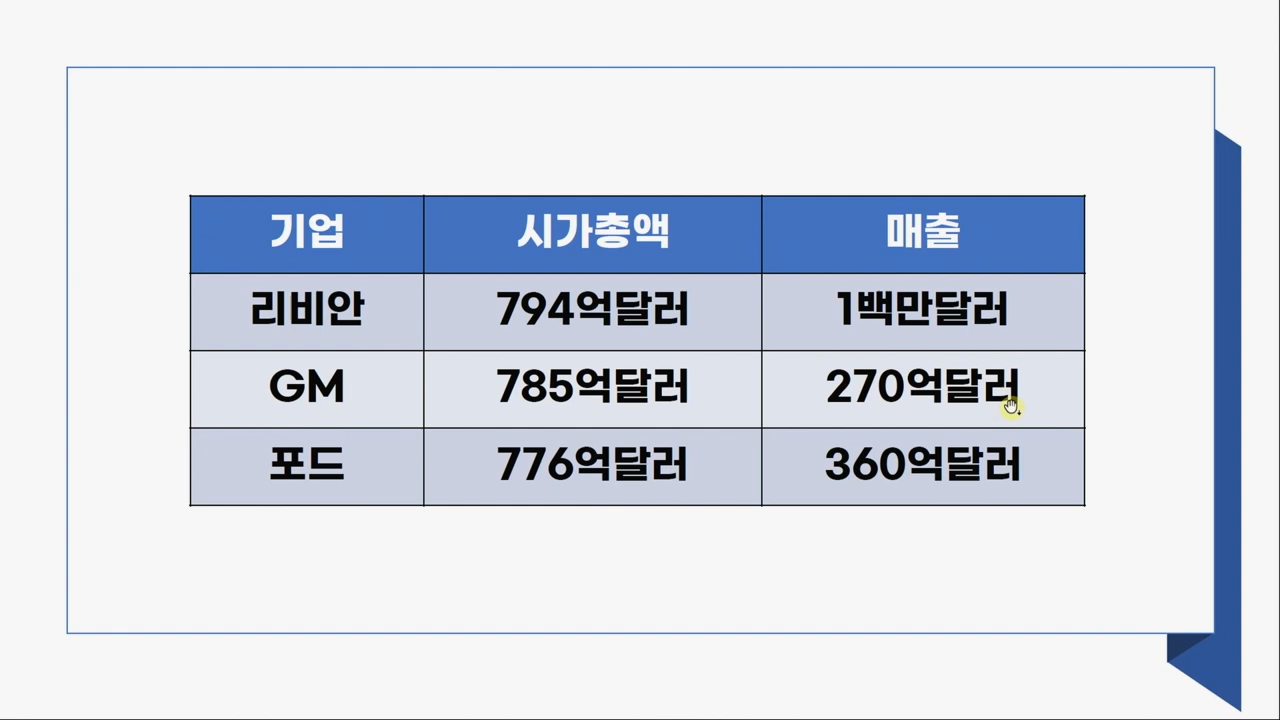 기업 시가총액 매출
리비안 794억달러 1백만달러
GM 785억달러 270억달러
포드 776억달러 360억달러